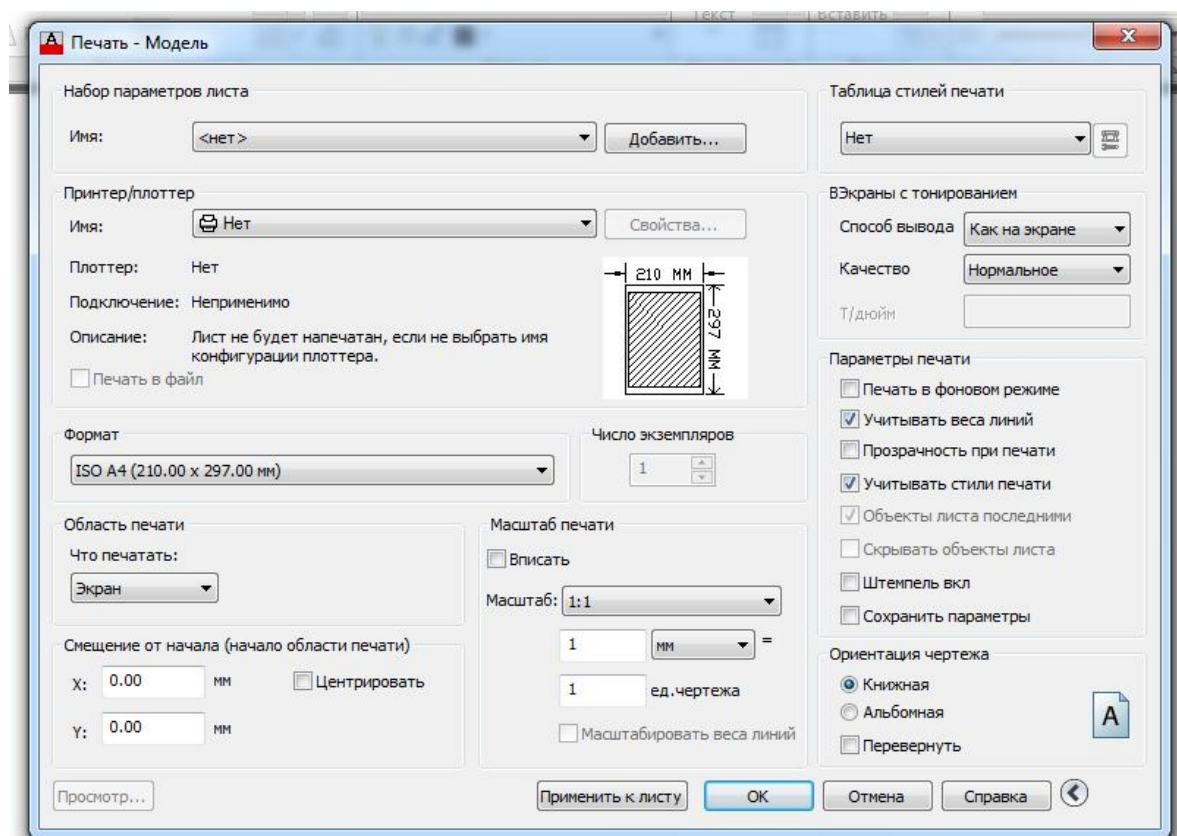 Текст
Вставить
Печать - Модель
Набор параметров листа
Имя:
<нет>
Добавить...
Таблица стилей печати
Нет
Принтер/плоттер
Имя:
Нет
Свойства...
Плоттер:
Нет
Подключение:
Неприменимо
Описание:
Лист не будет напечатан, если не выбрать имя
конфигурации плоттера.
Печать в файл
210 MM
297 MM
ВЭкраны с тонированием
Способ вывода
Как на экране
Качество
Нормальное
Т/дюйм
Формат
ISO A4 (210.00 x 297.00 мм)
Число экземпляров
1
Параметры печати
Печать в фоновом режиме
Учитывать веса линий
Прозрачность при печати
Учитывать стили печати
Объекты листа последними
Скрывать объекты листа
Штемпель вкл
Сохранить параметры
Область печати
Что печатать:
Экран
Масштаб печати
Вписать
Масштаб:
1:1
1
мм
=
1
ед.чертежа
Масштабировать веса линий
Смещение от начала (начало области печати)
X:
0.00
мм
Центрировать
Y:
0.00
мм
Ориентация чертежа
Книжная
Альбомная
Перевернуть
A
Просмотр...
Применить к листу
OK
Отмена
Справка